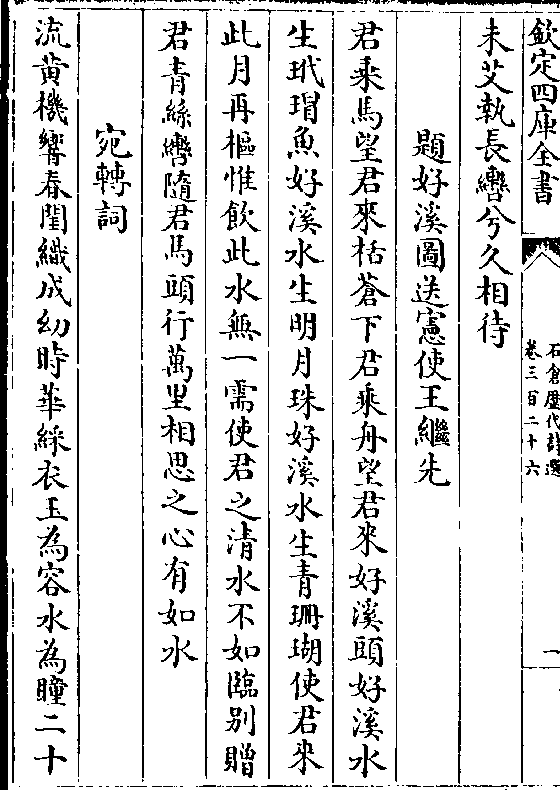 欽定四庫全書
石倉歷代詩選
卷三百二十六
一
未艾執長轡兮久相待
題好溪圖送憲使王繼先
君乘馬望君來栝蒼下君乘舟望君來好溪頭好溪水
生玳瑁魚好溪水生明月珠好溪水生青珊瑚使君來
此月再樞惟飲此水無一需使君之清水不如臨别贈
君青絲轡隨君馬頭行萬里相思之心有如水
宛轉詞
流黄機響春閨織成幼時華綵衣玉為容水為瞳二十